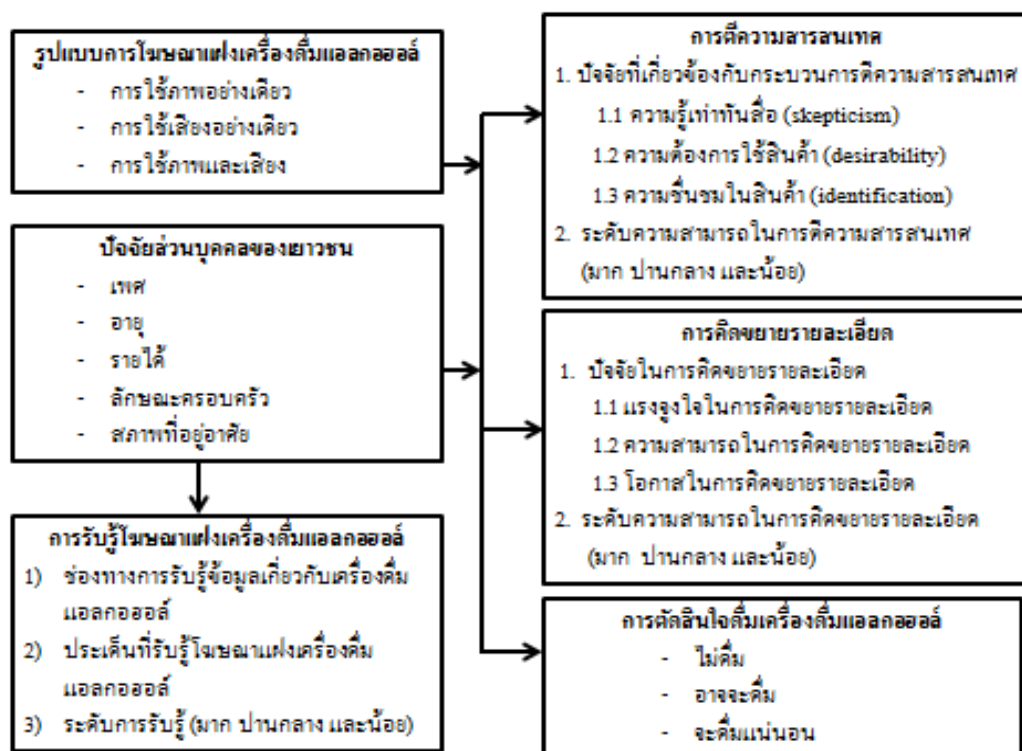 รูปแบบการโฆษณาแฝงเครื่องดื่มแอลกอฮอล์
- การใช้ภาพอย่างเดียว
- การใช้เสียงอย่างเดียว
- การใช้ภาพและเสียง
ปัจจัยส่วนบุคคลของเยาวชน
- เพศ
- อายุ
- รายได้
- ลักษณะครอบครัว
- สภาพที่อยู่อาศัย
การรับรู้โฆษณาแฝงเครื่องดื่มแอลกอฮอล์
1) ช่องทางการรับรู้ข้อมูลเกี่ยวกับเครื่องดื่ม
แอลกอฮอล์
2) ประเด็นที่รับรู้โฆษณาแฝงเครื่องดื่ม
แอลกอฮอล์
3) ระดับการรับรู้ (มาก ปานกลาง และน้อย)
การตีความสารสนเทศ
1. ปัจจัยที่เกี่ยวข้องกับกระบวนการตีความสารสนเทศ
1.1 ความรู้เท่าทันสื่อ (skepticism)
1.2 ความต้องการใช้สินค้า (desirability)
1.3 ความชื่นชมในสินค้า (identification)
2. ระดับความสามารถในการตีความสารสนเทศ
(มาก ปานกลาง และน้อย)
การคิดขยายรายละเอียด
1. ปัจจัยในการคิดขยายรายละเอียด
1.1 แรงจูงใจในการคิดขยายรายละเอียด
1.2 ความสามารถในการคิดขยายรายละเอียด
1.3 โอกาสในการคิดขยายรายละเอียด
2. ระดับความสามารถในการคิดขยายรายละเอียด
(มาก ปานกลาง และน้อย)
การตัดสินใจดื่มเครื่องดื่มแอลกอฮอล์
- ไม่ดื่ม
- อาจจะดื่ม
- จะดื่มแน่นอน